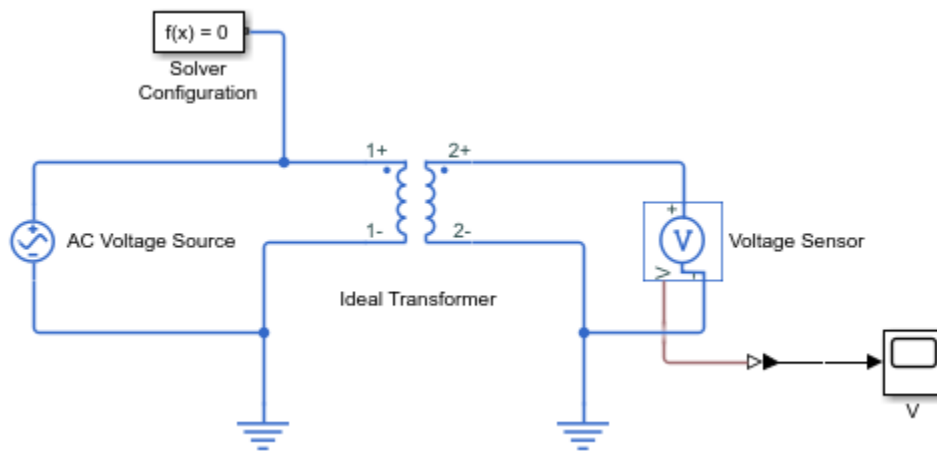 f(x) = 0
Solver
Configuration
1+
2+
AC Voltage Source
+
V
Voltage Sensor
V
1-
2-
Ideal Transformer
V